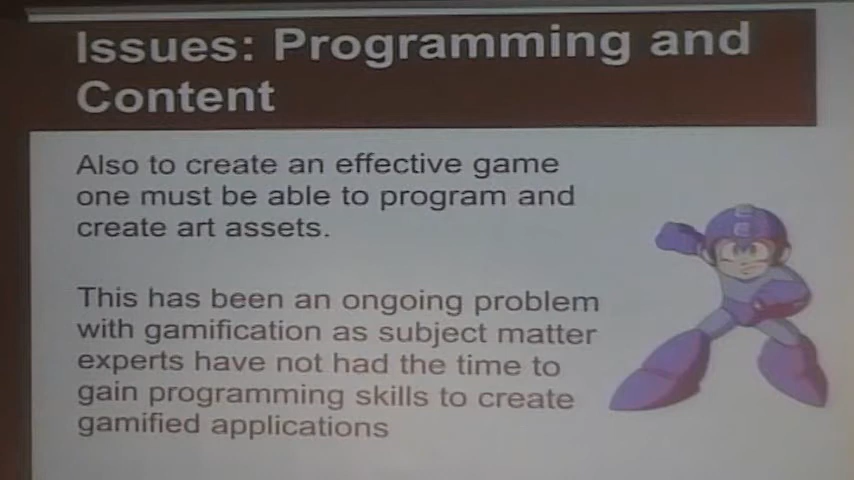 Issues: Programming and
Content
Also to create an effective game
one must be able to program and
create art assets.
This has been an ongoing problem
with gamification as subject matter
experts have not had the time to
gain programming skills to create
gamified applications